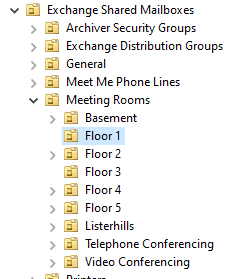 Exchange Shared Mailboxes
Archiver Security Groups
Exchange Distribution Groups
General
Meet Me Phone Lines
Meeting Rooms
Basement
Floor 1
Floor 2
Floor 3
Floor 4
Floor 5
Listerhills
Telephone Conferencing
Video Conferencing